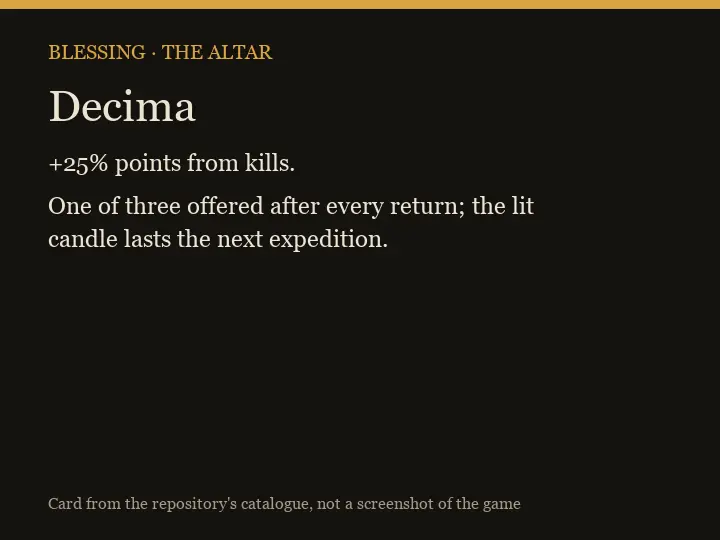 BLESSING · THE ALTAR
Decima
+25% points from kills.
One of three offered after every return; the lit
candle lasts the next expedition.
Card from the repository's catalogue, not a screenshot of the game